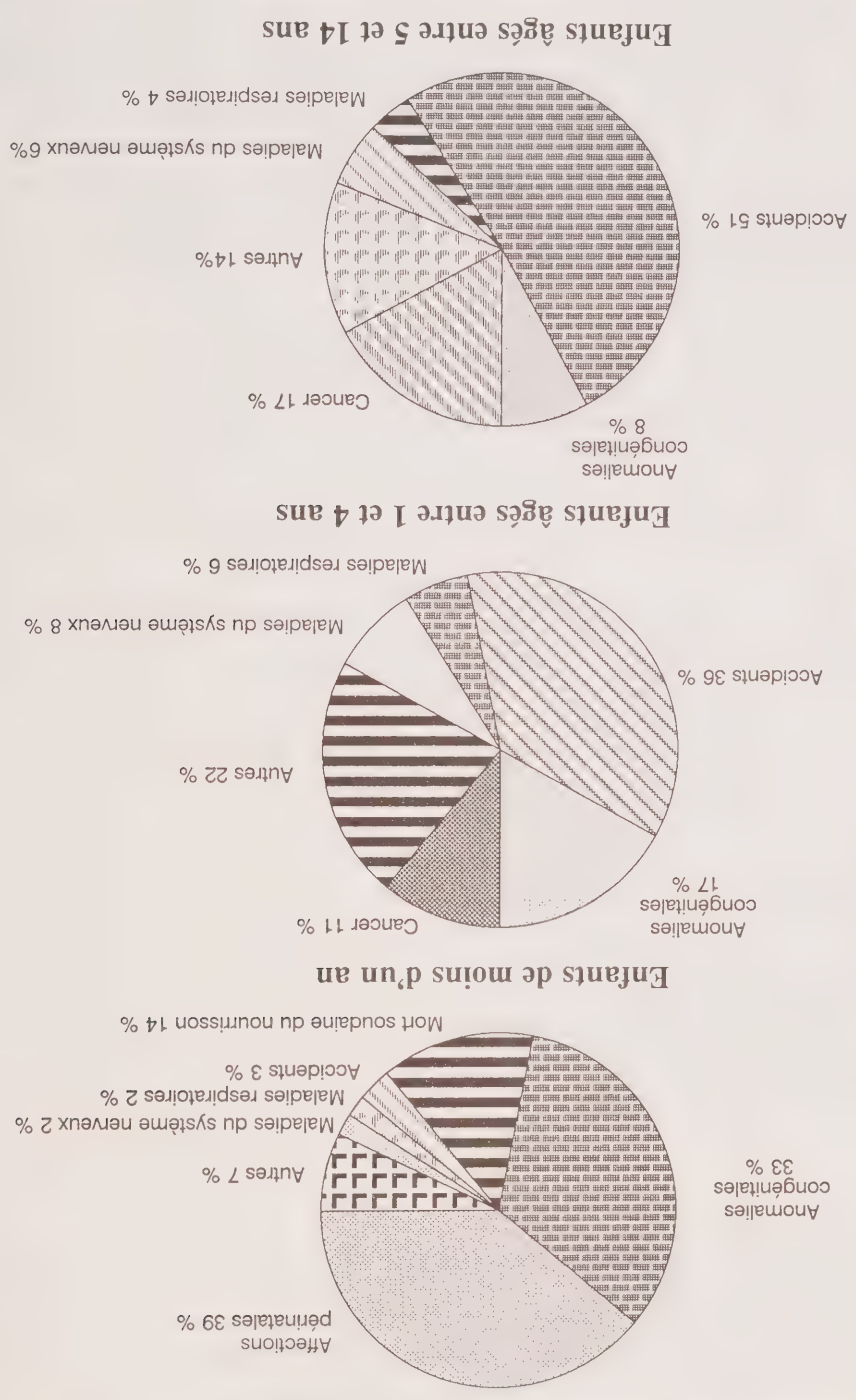 Affections
périnatales 39 %
Anomalies
congénitales
33 %
Autres 7 %
Maladies du système nerveux 2 %
Maladies respiratoires 2 %
Accidents 3 %
Mort soudaine du nourrisson 14 %
Enfants de moins d'un an
Anomalies
congénitales
17 %
Cancer 11 %
Autres 22 %
Accidents 36 %
Maladies du système nerveux 8 %
Maladies respiratoires 6 %
Enfants âgés entre 1 et 4 ans
Anomalies
congénitales
8 %
Cancer 17 %
Autres 14%
Accidents 51 %
Maladies du système nerveux 6%
Maladies respiratoires 4 %
Enfants âgés entre 5 et 14 ans